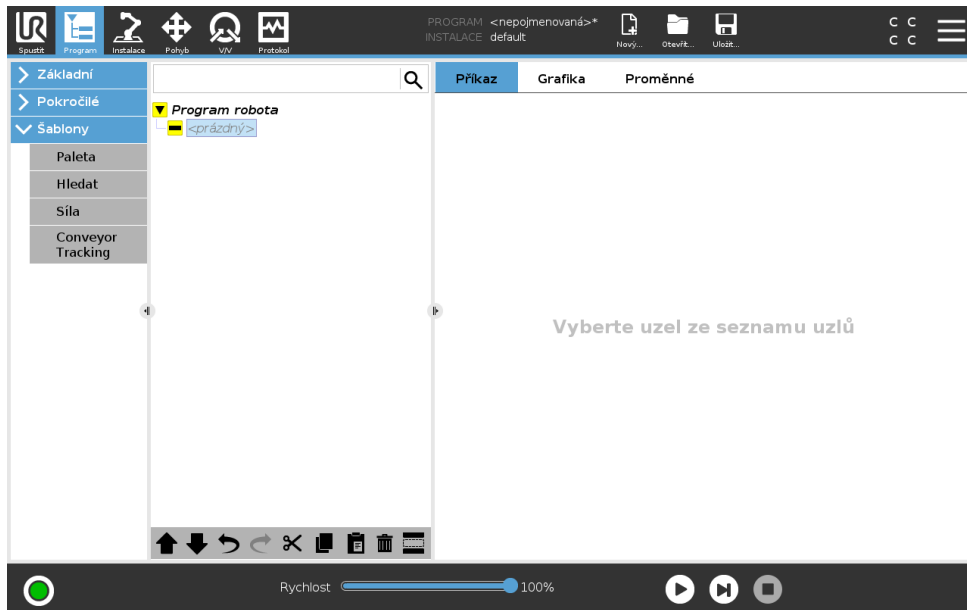 UR
Spustit
Program
Instalace
Pohyb
V/V
Protokol
PROGRAM <nepojmenovaná>*
INSTALACE default
Nový...
Otevřít...
Uložit...
C C
C C
Základní
Pokročilé
Šablony
Paleta
Hledat
Síla
Conveyor
Tracking
Program robota
<prázdný>
Příkaz
Grafika
Proměnné
Vyberte uzel ze seznamu uzlů
Rychlost
100%